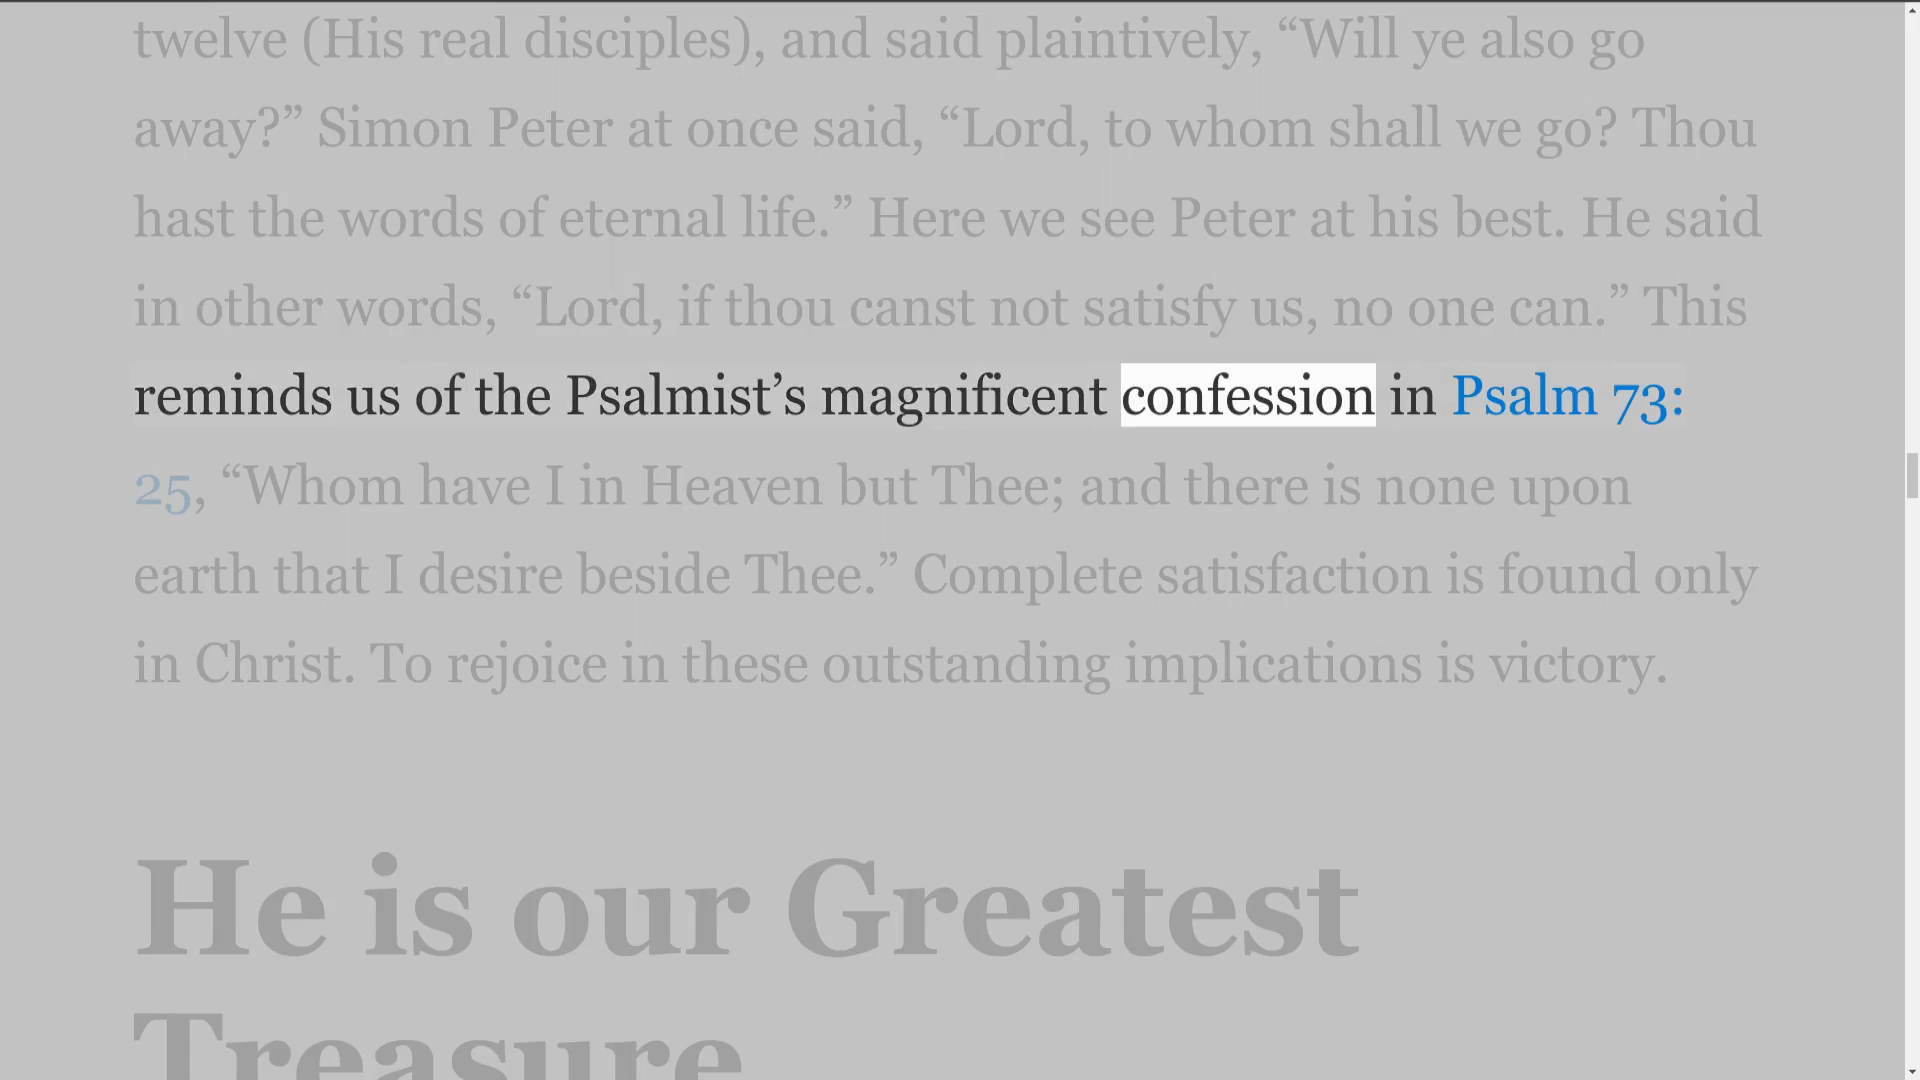 twelve (His real disciples), and said plaintively, “Will ye also go
away?” Simon Peter at once said, “Lord, to whom shall we go? Thou
hast the words of eternal life.” Here we see Peter at his best. He said
in other words, “Lord, if thou canst not satisfy us, no one can.” This
reminds us of the Psalmist’s magnificent confession in Psalm 73:
25, “Whom have I in Heaven but Thee; and there is none upon
earth that I desire beside Thee.” Complete satisfaction is found only
in Christ. To rejoice in these outstanding implications is victory.
He is our Greatest
Treasure